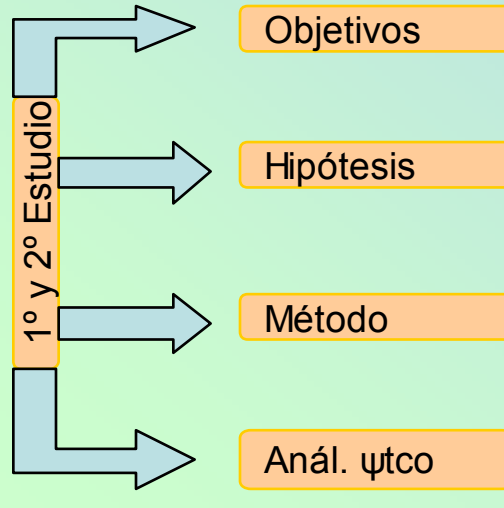 1º y 2º Estudio
Objetivos
Hipótesis
Método
Anál. ψtco